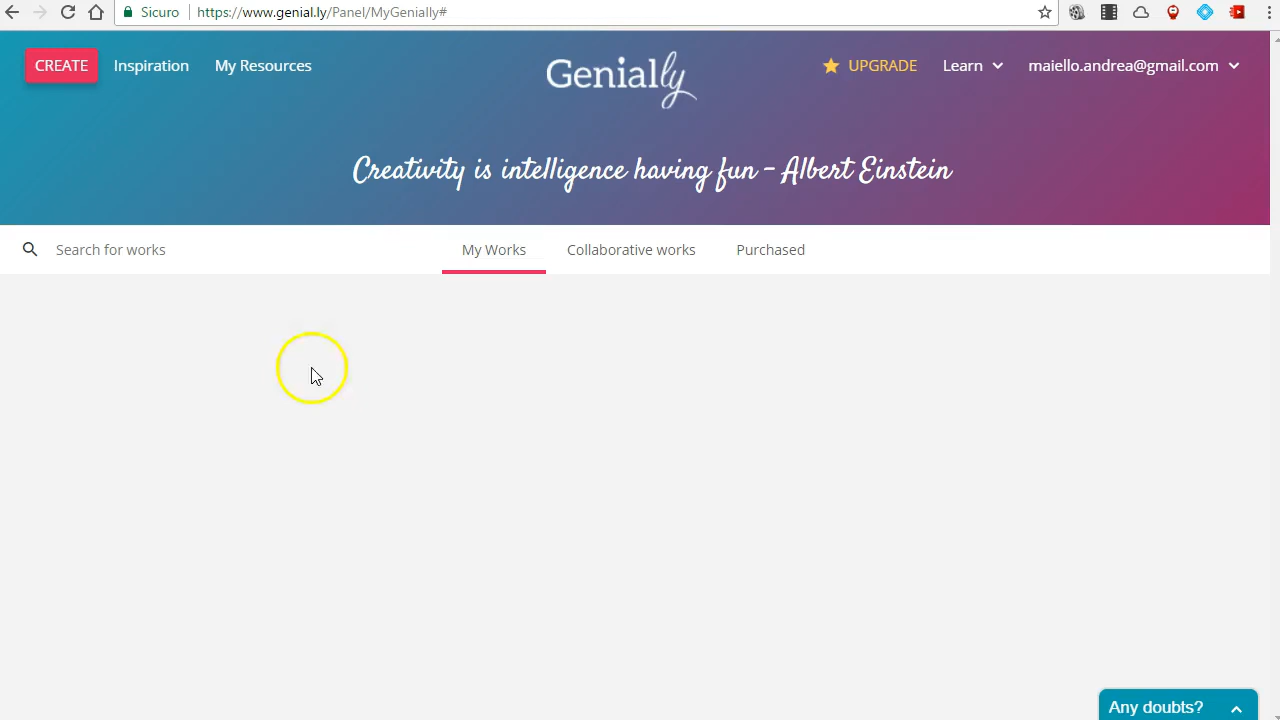 Sicuro https://www.genial.ly/Panel/MyGenially#
CREATE Inspiration My Resources Genially UPGRADE Learn maiello.andrea@gmail.com
Creativity is intelligence having fun - Albert Einstein
Search for works My Works Collaborative works Purchased
Any doubts?